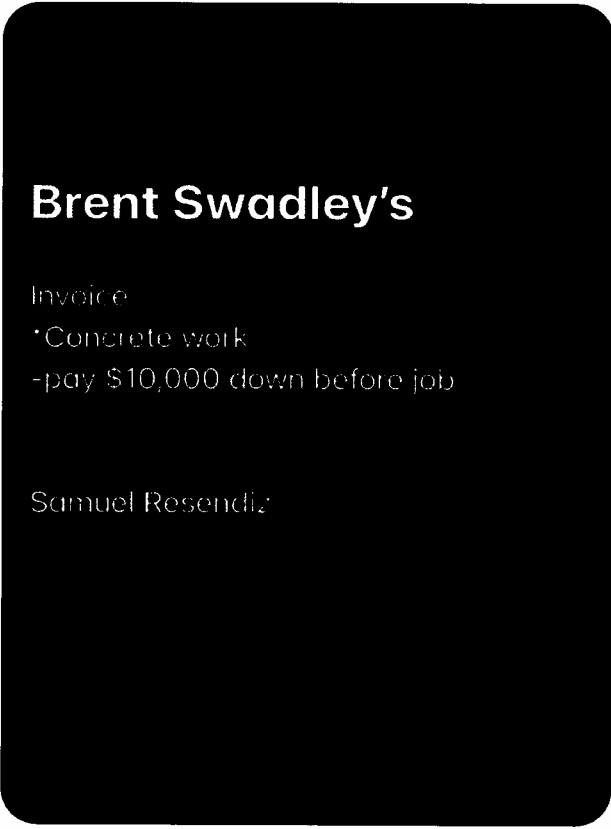 Brent Swadley's
Invoice
*Concrete work
-pay $10,000 down before job
Samuel Resendiz